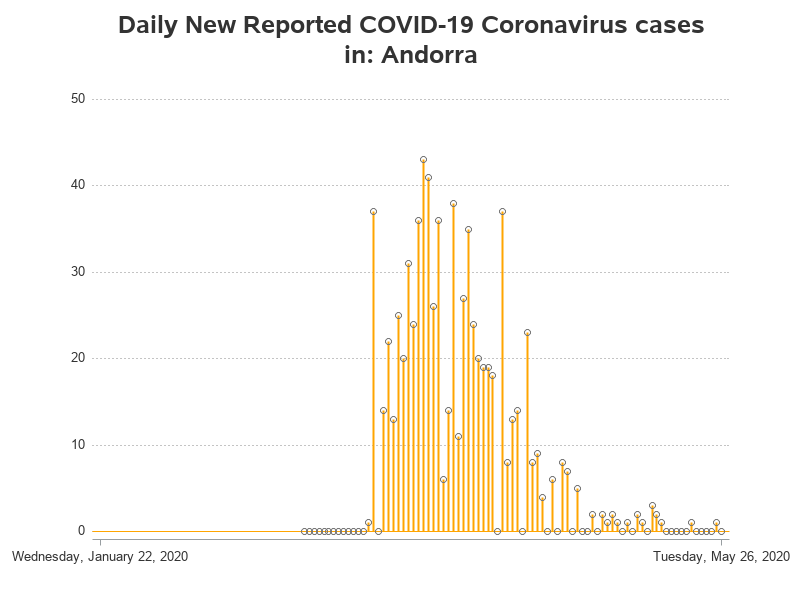 Daily New Reported COVID-19 Coronavirus cases
in: Andorra
50
40
30
20
10
0
Wednesday, January 22, 2020
Tuesday, May 26, 2020